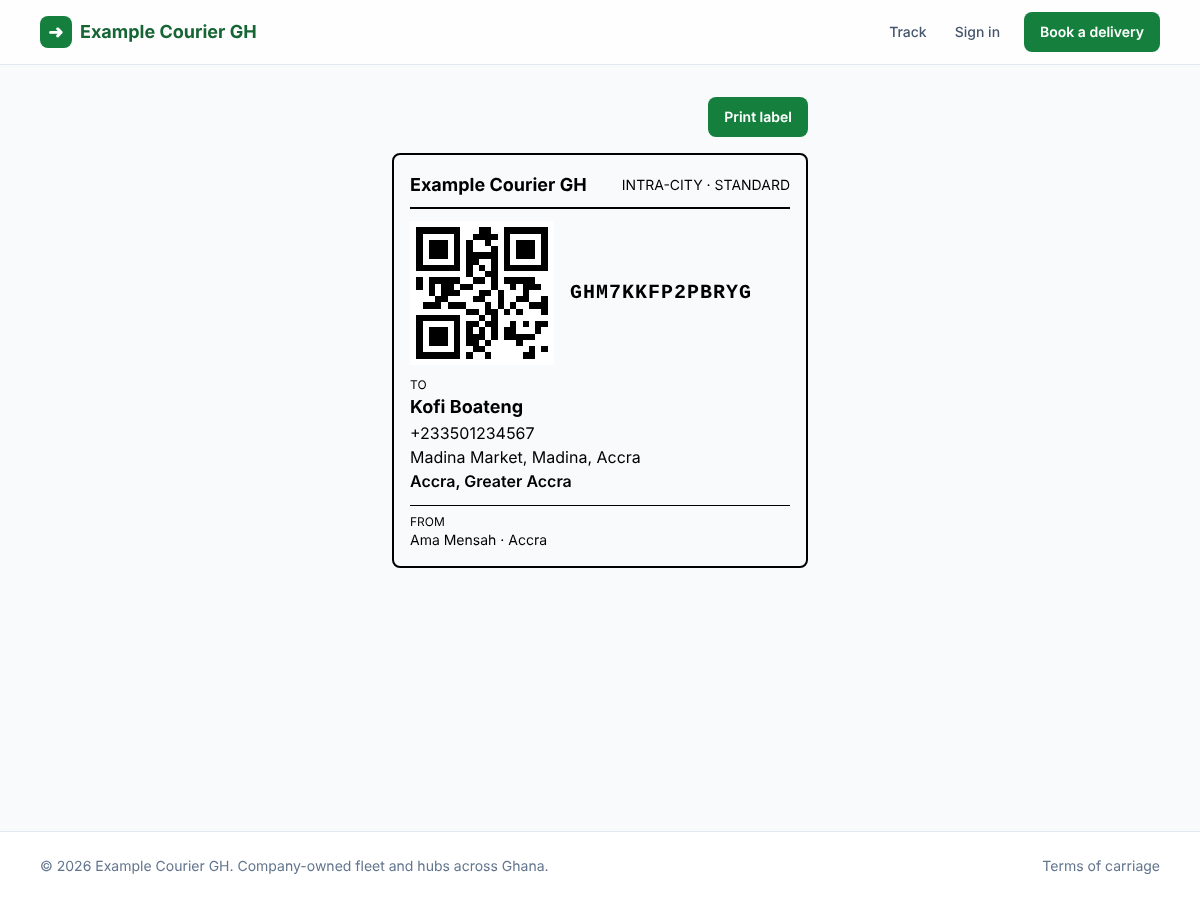 Example Courier GH
Track
Sign in
Book a delivery
Print label
Example Courier GH
INTRA-CITY · STANDARD
GHM7KKFP2PBRYG
TO
Kofi Boateng
+233501234567
Madina Market, Madina, Accra
Accra, Greater Accra
FROM
Ama Mensah · Accra
© 2026 Example Courier GH. Company-owned fleet and hubs across Ghana.
Terms of carriage